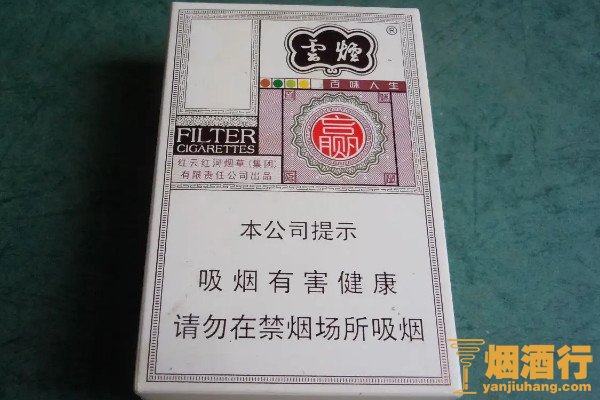 雲煙
®
百味人生
FILTER
CIGARETTES
赢
红云红河烟草(集团)
有限责任公司出品
本公司提示
吸烟有害健康
请勿在禁烟场所吸烟
烟酒行
yanjiuhang.com